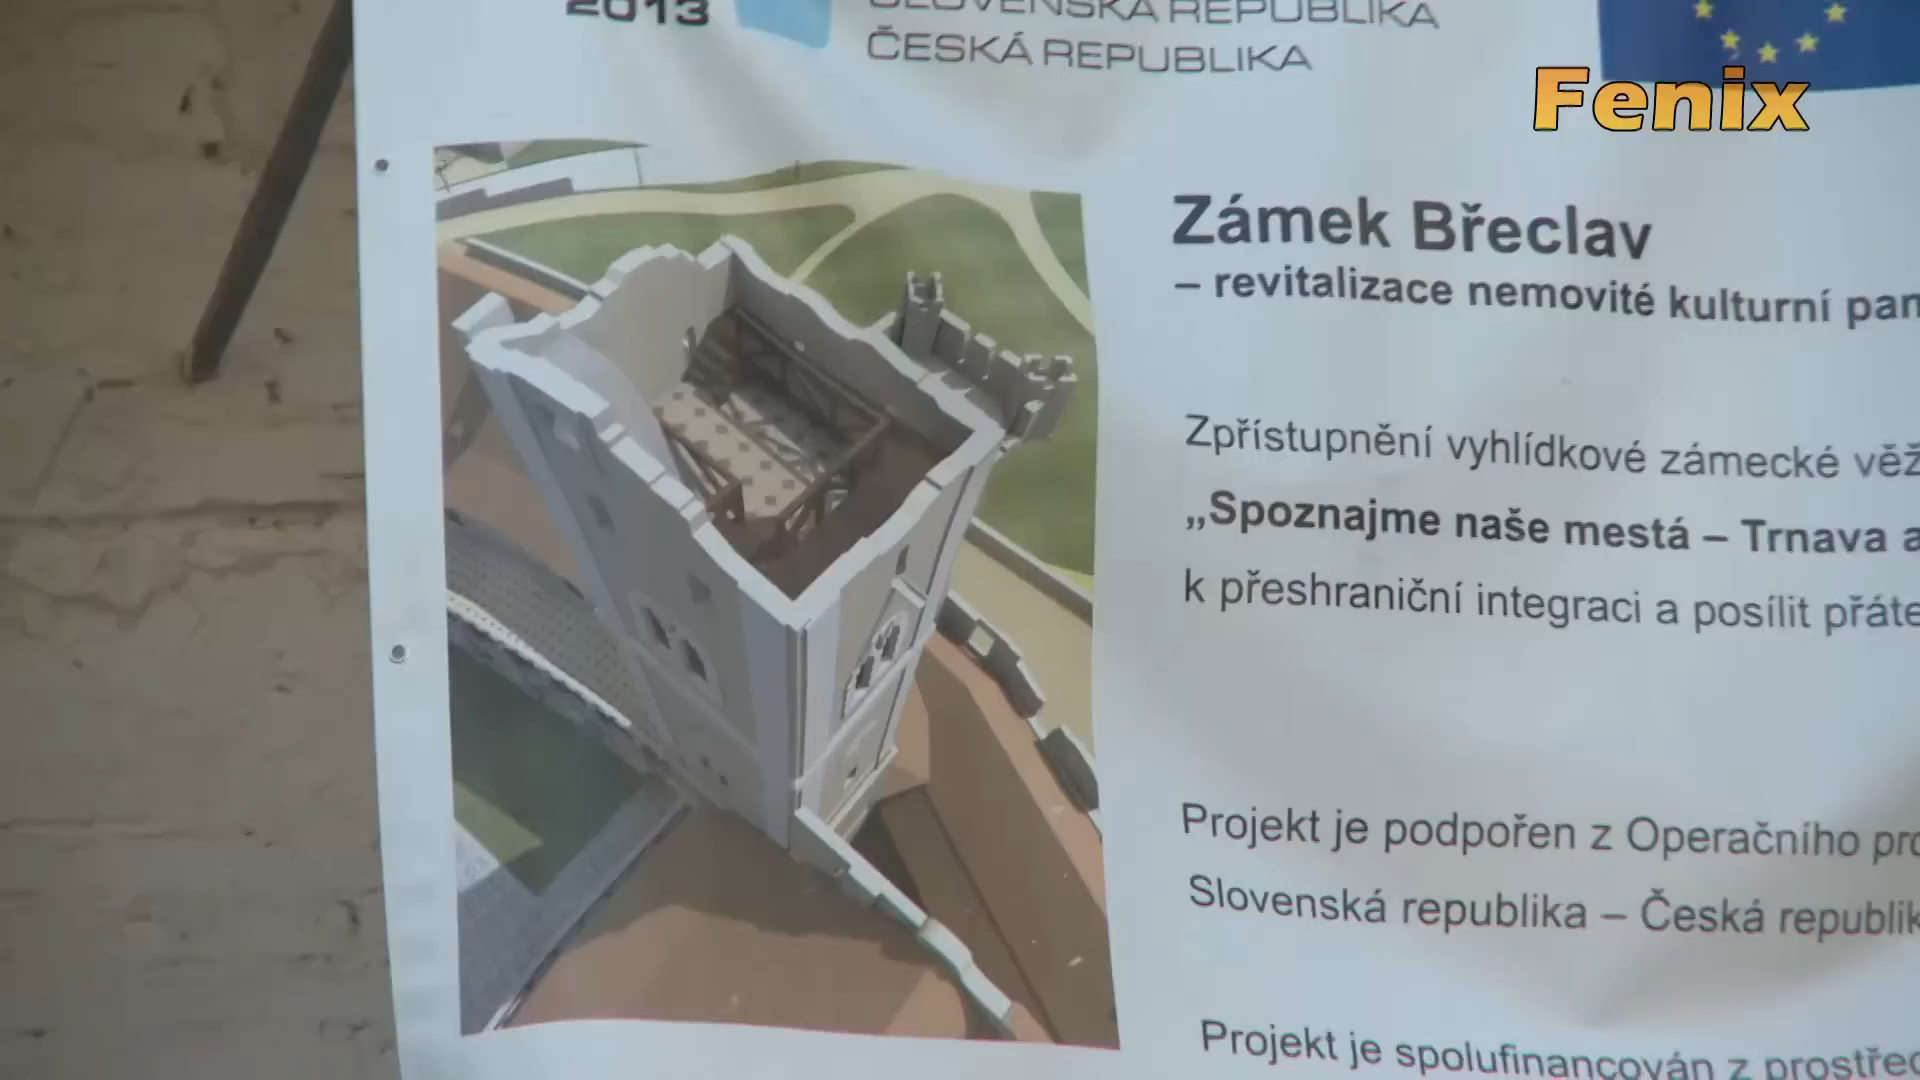 2013
SLOVENSKÁ REPUBLIKA
ČESKÁ REPUBLIKA
Fenix
Zámek Břeclav
– revitalizace nemovité kulturní
Zpřístupnění vyhlídkové zámecké
„Spoznajme naše mestá – Trnava a
k přeshraniční integraci a posílit
Projekt je podpořen z Operačního
Slovenská republika – Česká
Projekt je spolufinancován z